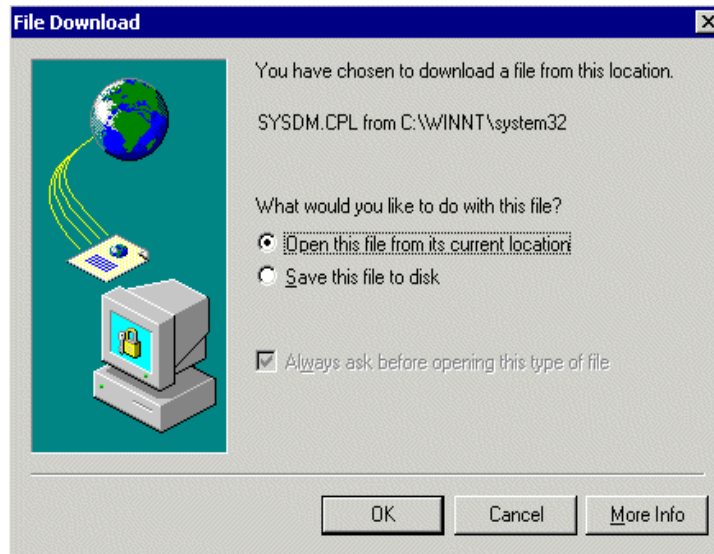 File Download
You have chosen to download a file from this location.
SYSDM.CPL from C:\WINNT\system32
What would you like to do with this file?
Open this file from its current location
Save this file to disk
Always ask before opening this type of file
OK
Cancel
More Info